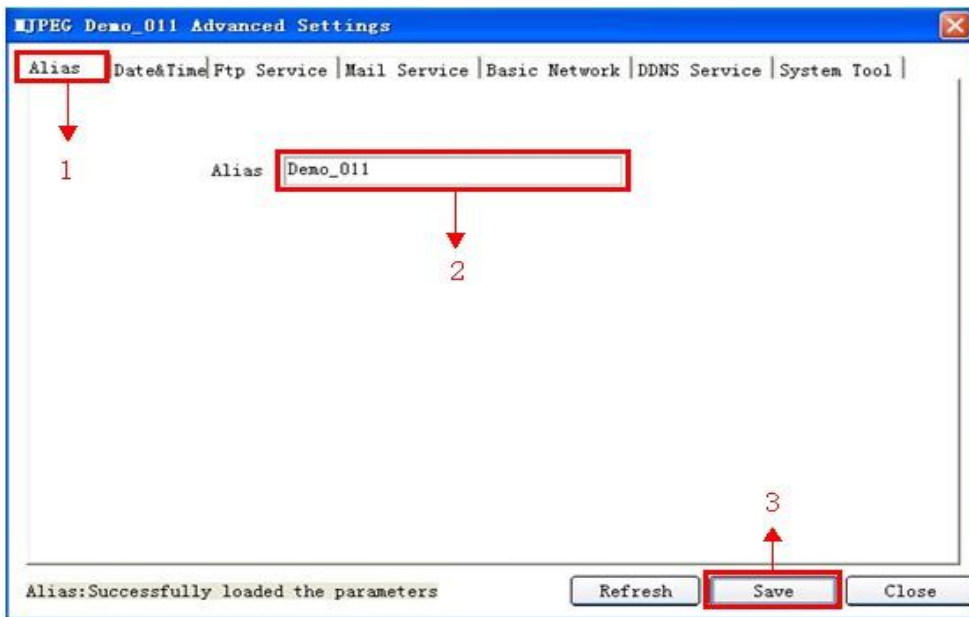 MJPEG Demo_011 Advanced Settings
Alias Date&Time Ftp Service Mail Service Basic Network DDNS Service System Tool
1
Alias Demo_011
2
3
Alias:Successfully loaded the parameters Refresh Save Close